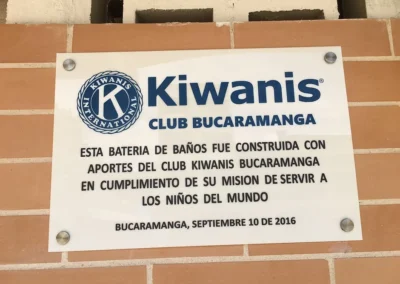 KIWANIS
INTERNATIONAL
K
Kiwanis®
CLUB BUCARAMANGA
ESTA BATERIA DE BAÑOS FUE CONSTRUIDA CON
APORTES DEL CLUB KIWANIS BUCARAMANGA
EN CUMPLIMIENTO DE SU MISION DE SERVIR A
LOS NIÑOS DEL MUNDO
BUCARAMANGA, SEPTIEMBRE 10 DE 2016